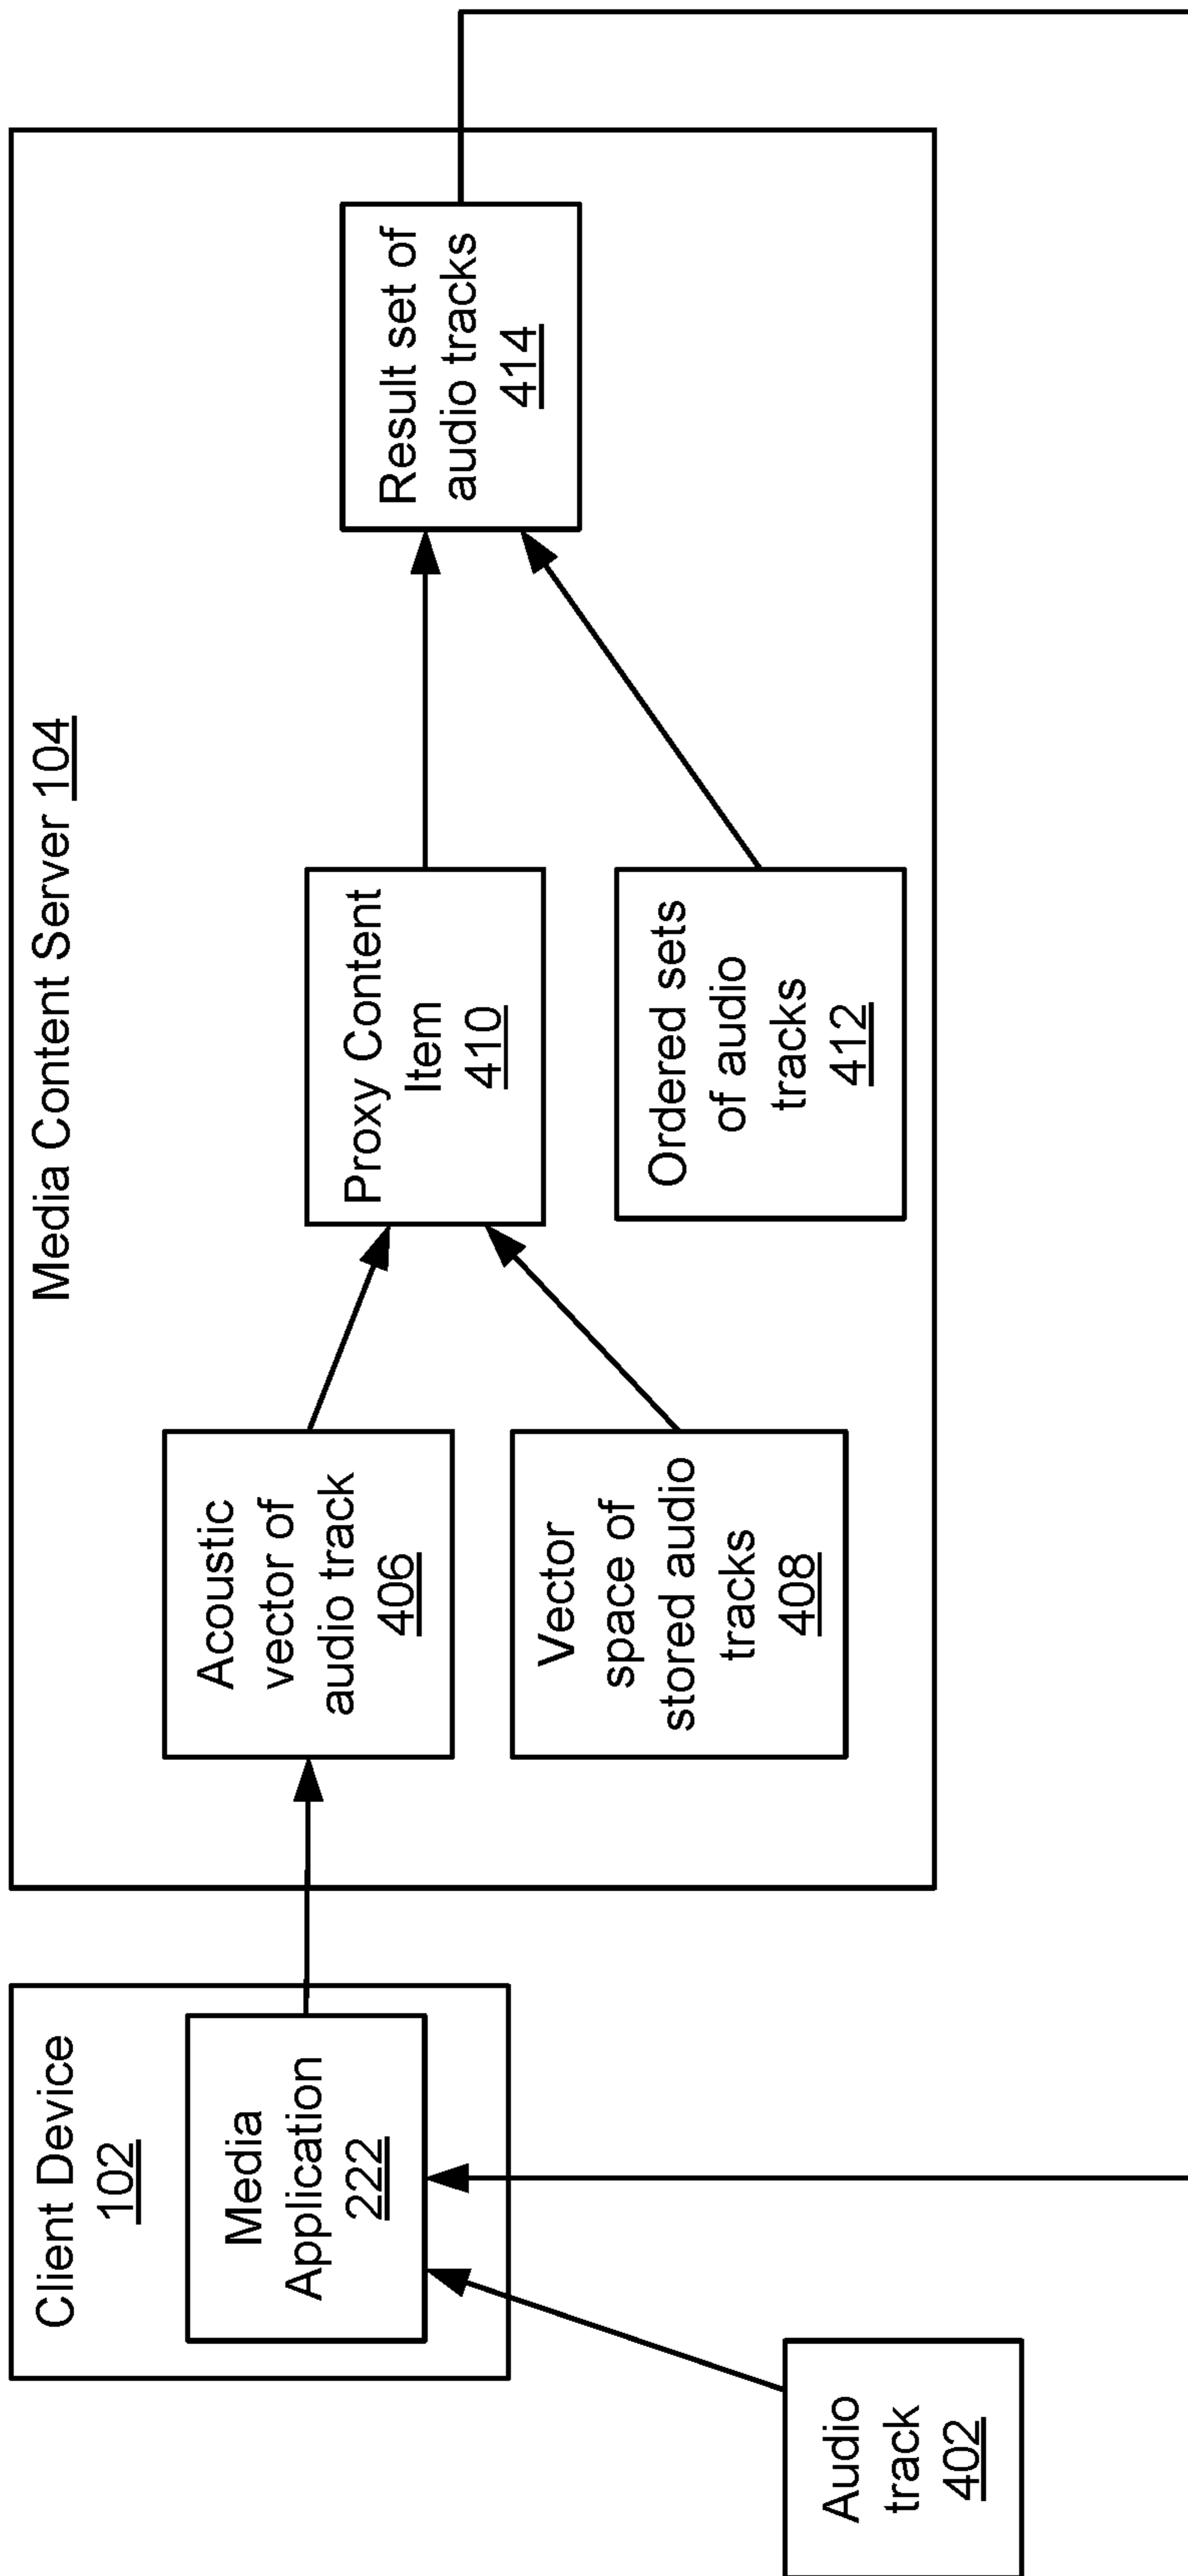 Media Content Server 104
Client Device
102
Media
Application
222
Audio
track
402
Acoustic
vector of
audio track
406
Vector
space of
stored audio
tracks
408
Proxy Content
Item
410
Ordered sets
of audio
tracks
412
Result set of
audio tracks
414